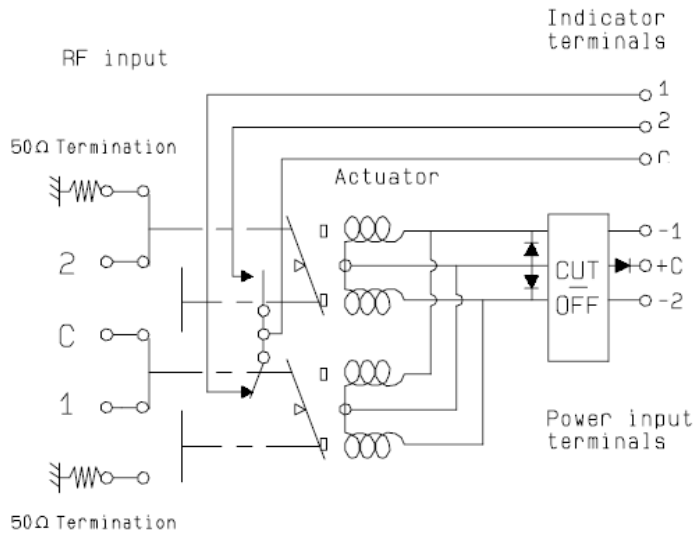 Indicator
terminals
RF input
1
2
50Ω Termination
Actuator
-1
2
CUT
OFF
+C
-2
C
1
Power input
terminals
50Ω Termination